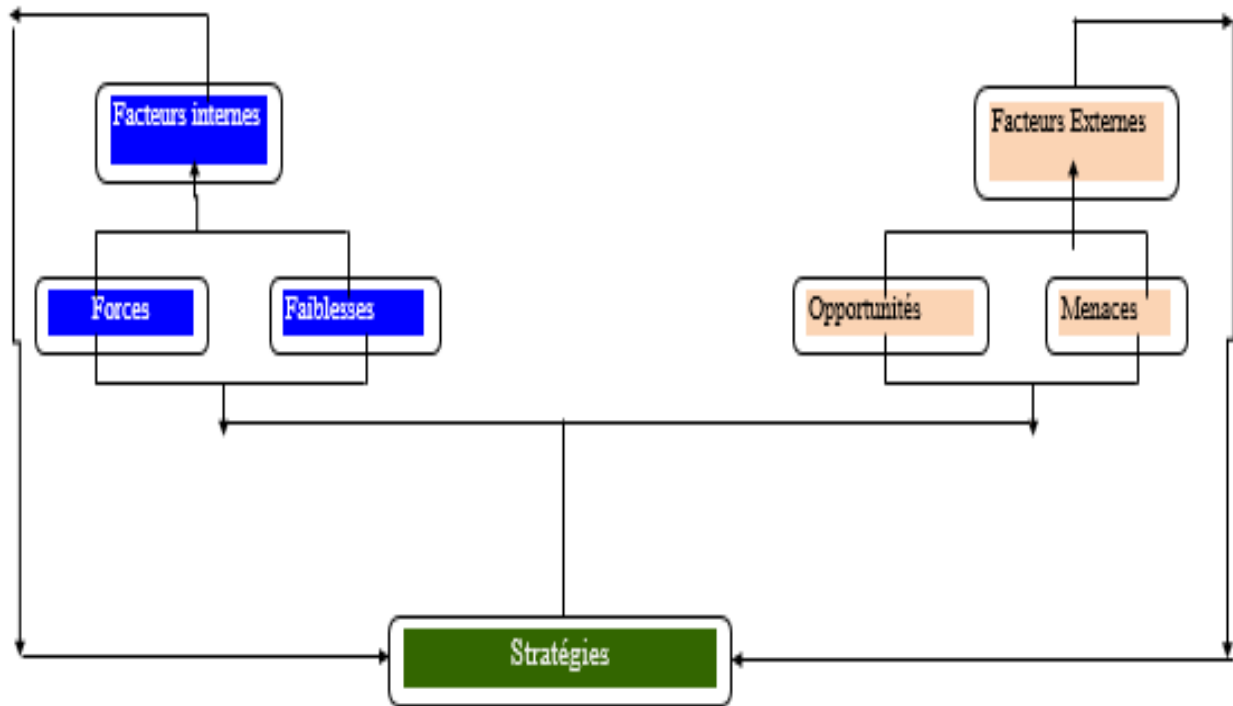 Facteurs internes
Facteurs Externes
Forces
Faiblesses
Opportunités
Menaces
Stratégies